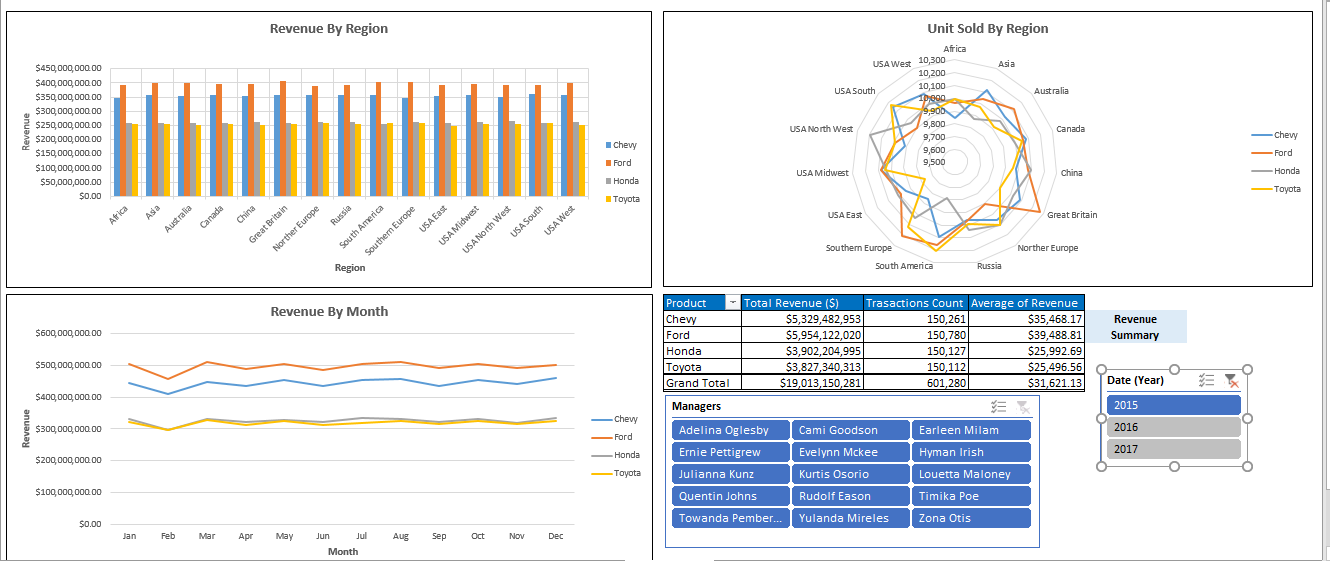 Revenue By Region
$450,000,000.00
$400,000,000.00
$350,000,000.00
$300,000,000.00
$250,000,000.00
$200,000,000.00
$150,000,000.00
$100,000,000.00
$50,000,000.00
$0.00
Revenue
Africa
Asia
Australia
Canada
China
Great Britain
Norther Europe
Russia
South America
Southern Europe
USA East
USA Midwest
USA North West
USA South
USA West
Region
Chevy
Ford
Honda
Toyota
Unit Sold By Region
Africa
Asia
Australia
Canada
China
Great Britain
Norther Europe
Russia
South America
Southern Europe
USA East
USA Midwest
USA North West
USA South
USA West
10,300
10,200
10,100
10,000
9,900
9,800
9,700
9,600
9,500
Chevy
Ford
Honda
Toyota
Revenue By Month
$600,000,000.00
$500,000,000.00
$400,000,000.00
$300,000,000.00
$200,000,000.00
$100,000,000.00
$0.00
Revenue
Jan Feb Mar Apr May Jun Jul Aug Sep Oct Nov Dec
Month
Chevy
Ford
Honda
Toyota
Product Total Revenue ($) Trasactions Count Average of Revenue
Chevy $5,329,482,953 150,261 $35,468.17
Ford $5,954,122,020 150,780 $39,488.81
Honda $3,902,204,995 150,127 $25,992.69
Toyota $3,827,340,313 150,112 $25,496.56
Grand Total $19,013,150,281 601,280 $31,621.13
Revenue
Summary
Managers
Adelina Oglesby Cami Goodson Earleen Milam
Ernie Pettigrew Evelynn Mckee Hyman Irish
Julianna Kunz Kurtis Osorio Louetta Maloney
Quentin Johns Rudolf Eason Timika Poe
Towanda Pember... Yulanda Mireles Zona Otis
Date (Year)
2015
2016
2017